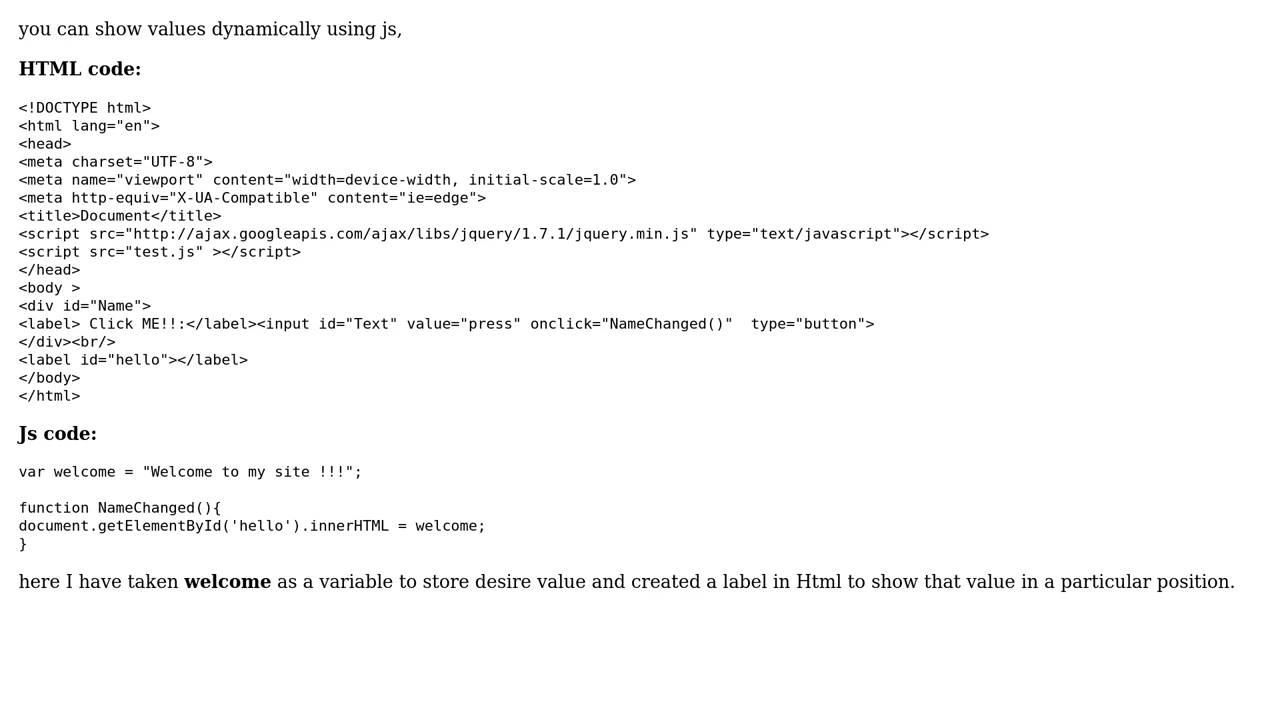 you can show values dynamically using js,
HTML code:
<!DOCTYPE html>
<html lang="en">
<head>
<meta charset="UTF-8">
<meta name="viewport" content="width=device-width, initial-scale=1.0">
<meta http-equiv="X-UA-Compatible" content="ie=edge">
<title>Document</title>
<script src="http://ajax.googleapis.com/ajax/libs/jquery/1.7.1/jquery.min.js" type="text/javascript"></script>
<script src="test.js" ></script>
</head>
<body >
<div id="Name">
<label> Click ME!!:</label><input id="Text" value="press" onclick="NameChanged()"  type="button">
</div><br/>
<label id="hello"></label>
</body>
</html>
Js code:
var welcome = "Welcome to my site !!!";
function NameChanged(){
document.getElementById('hello').innerHTML = welcome;
}
here I have taken welcome as a variable to store desire value and created a label in Html to show that value in a particular position.